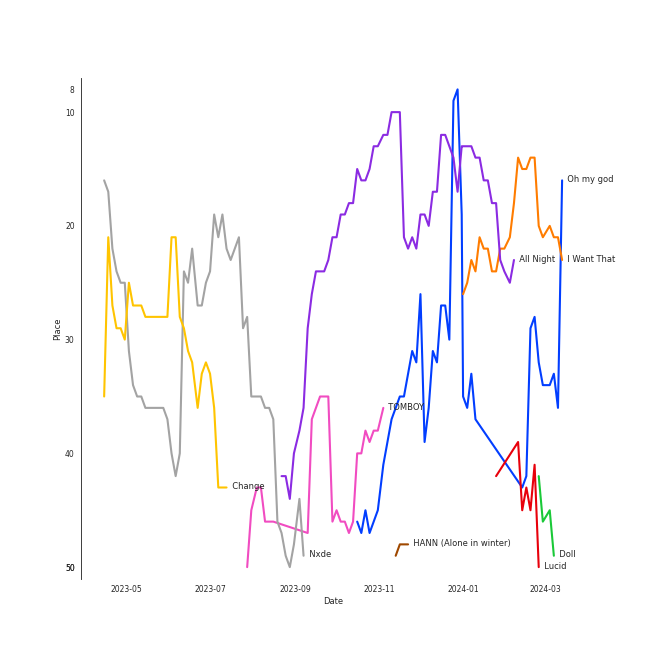 8
10
20
30
40
50
Place
2023-05
2023-07
2023-09
2023-11
2024-01
2024-03
Date
Oh my god
All Night
I Want That
TOMBOY
Change
HANN (Alone in winter)
Nxde
Doll
Lucid